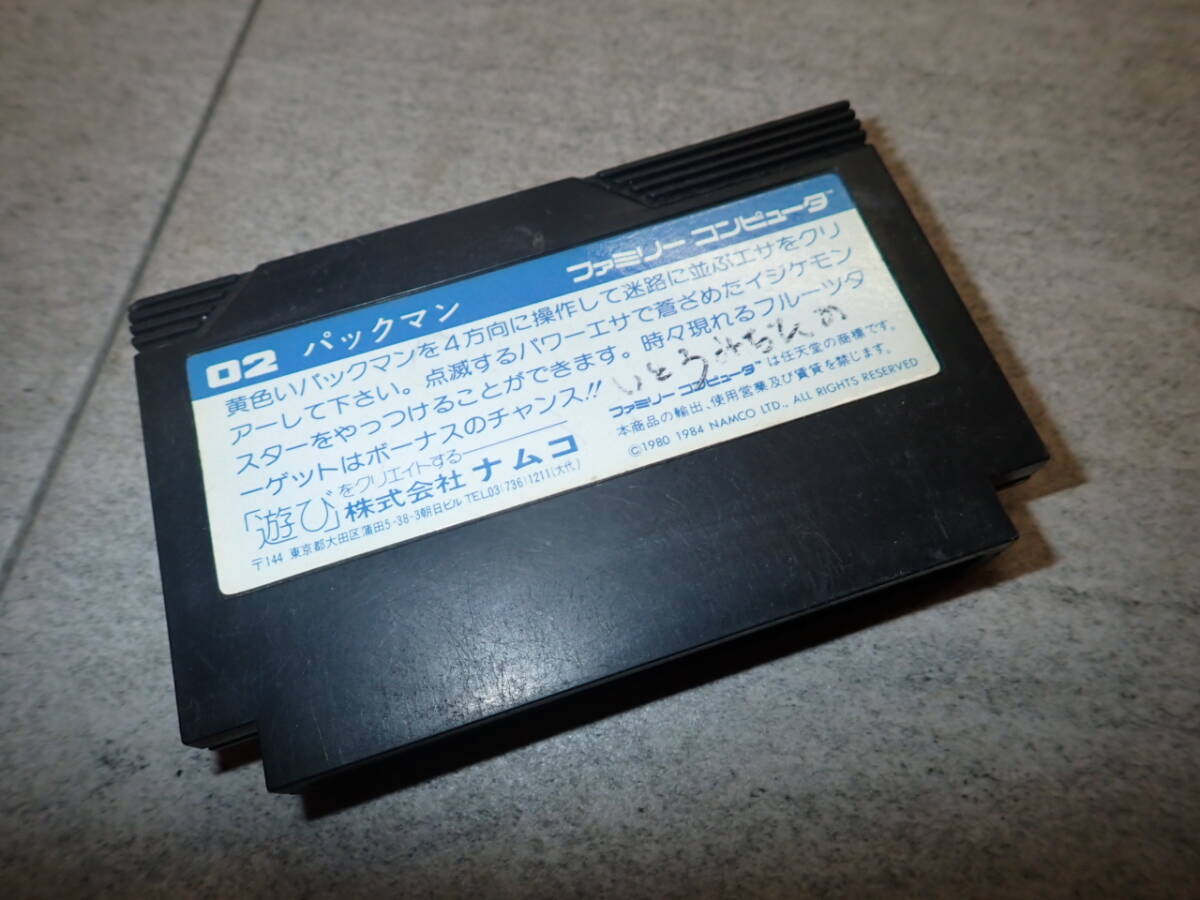 02 パックマン ファミリー コンピュータ™
黄色いパックマンを4方向に操作して迷路に並ぶエサをクリ
アーして下さい。点滅するパワーエサで蒼ざめたイジケモン
スターをやっつけることができます。時々現れるフルーツタ
ーゲットはボーナスのチャンス!!
いとうみちひの
「遊び」をクリエイトする
株式会社ナムコ
〒144 東京都大田区蒲田5-38-3朝日ビル TEL03(736)1211(大代)
ファミリー コンピュータ™は任天堂の商標です。
本商品の輸出、使用営業及び賃貸を禁じます。
©1980 1984 NAMCO LTD., ALL RIGHTS RESERVED